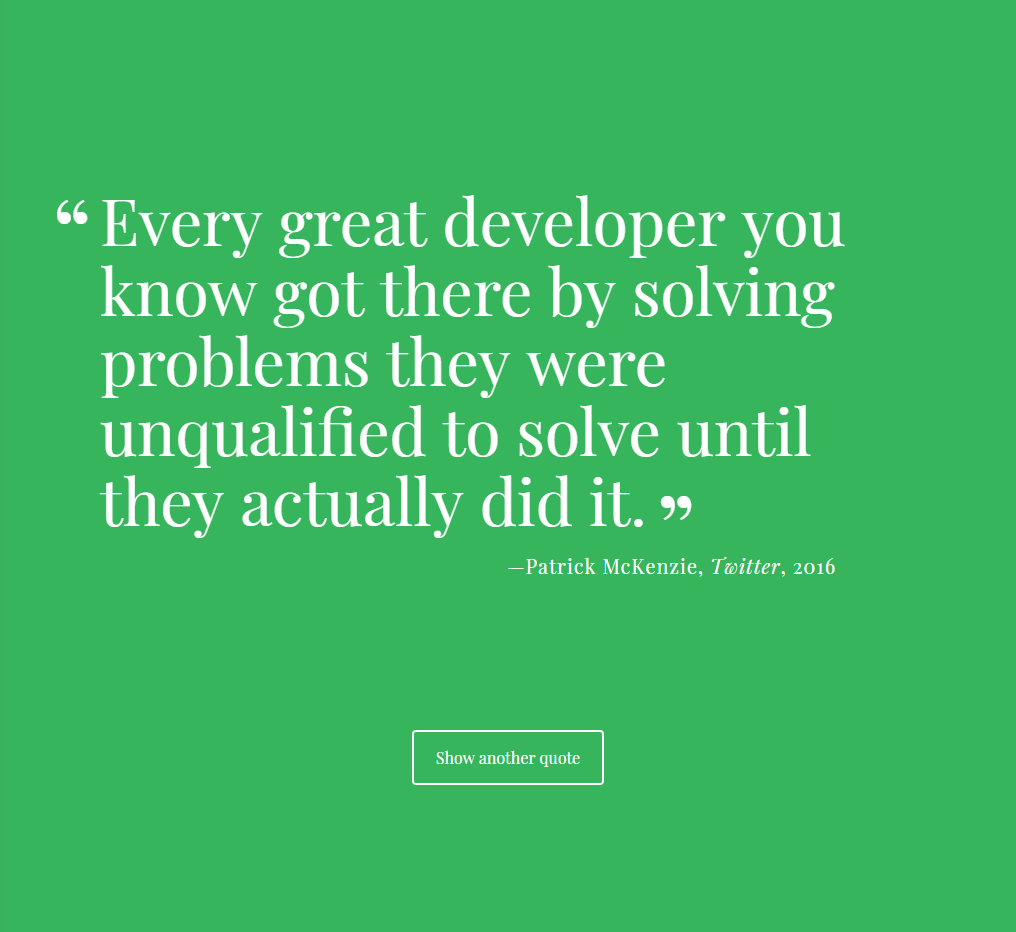 “Every great developer you
know got there by solving
problems they were
unqualified to solve until
they actually did it.”
—Patrick McKenzie, Twitter, 2016
Show another quote